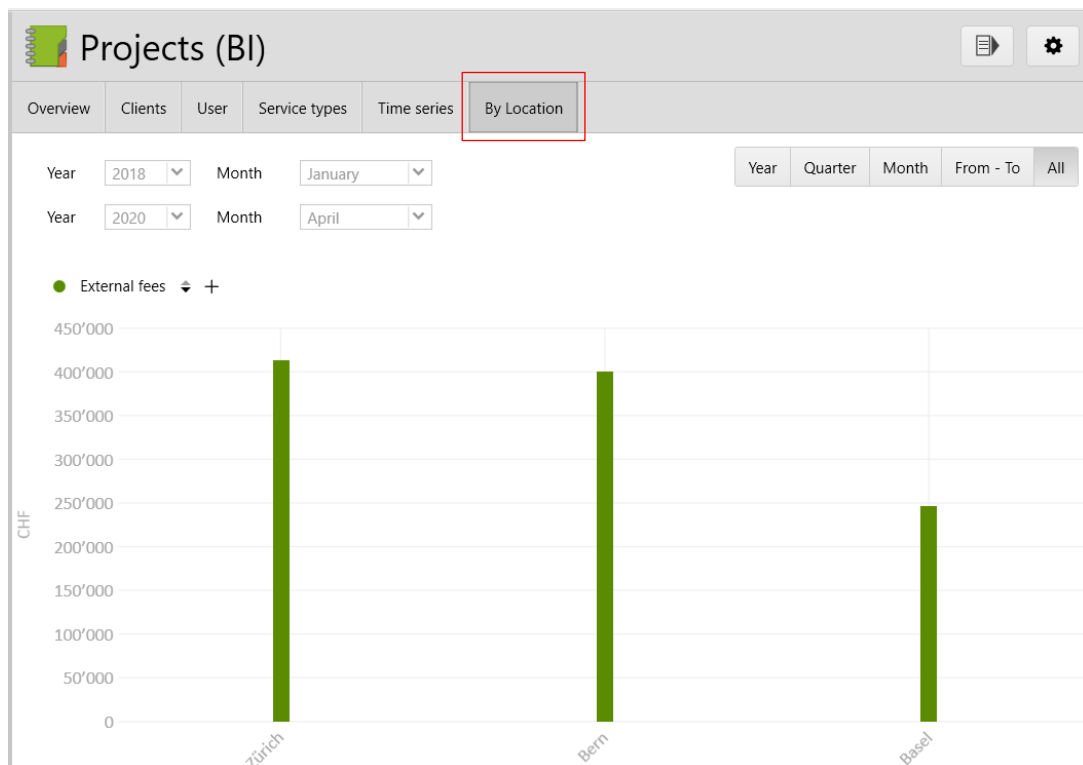 Projects (BI)
Overview Clients User Service types Time series By Location
Year 2018 Month January Year Quarter Month From - To All
Year 2020 Month April
External fees
450’000
400’000
350’000
300’000
250’000
200’000
150’000
100’000
50’000
0
CHF
Zürich Bern Basel